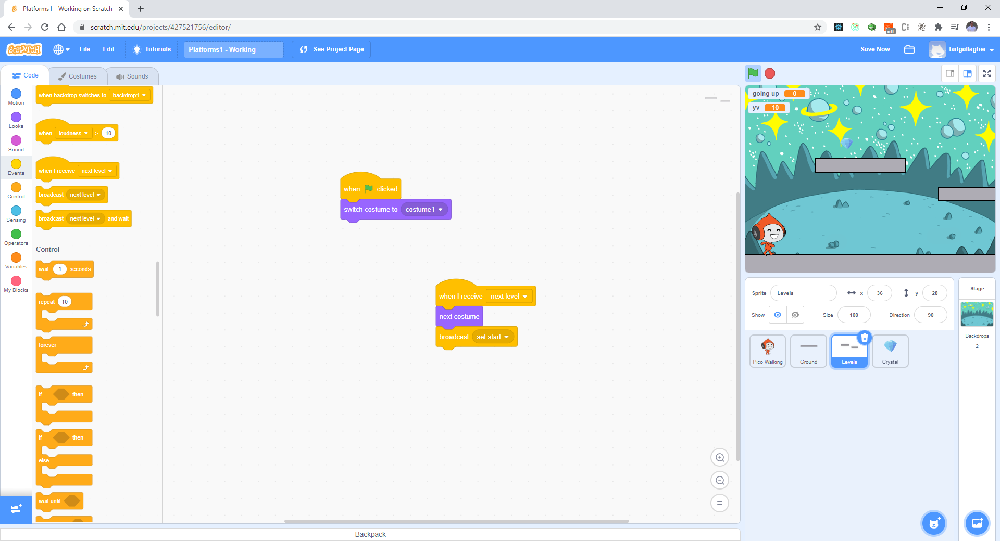 Platforms1 - Working on Scratch
scratch.mit.edu/projects/427521756/editor/
off
SCRATCH
File
Edit
Tutorials
Platforms1 - Working
See Project Page
Save Now
tadgallagher
Code
Costumes
Sounds
Motion
Looks
Sound
Events
Control
Sensing
Operators
Variables
My Blocks
when backdrop switches to backdrop1
when loudness > 10
when I receive next level
broadcast next level
broadcast next level and wait
Control
wait 1 seconds
repeat 10
forever
if then
if then
else
wait until
when clicked
switch costume to costume1
when I receive next level
next costume
broadcast set start
Backpack
going up 0
yv 10
Sprite Levels x 36 y 28
Show Size 100 Direction 90
Pico Walking
Ground
Levels
Crystal
Stage
Backdrops
2